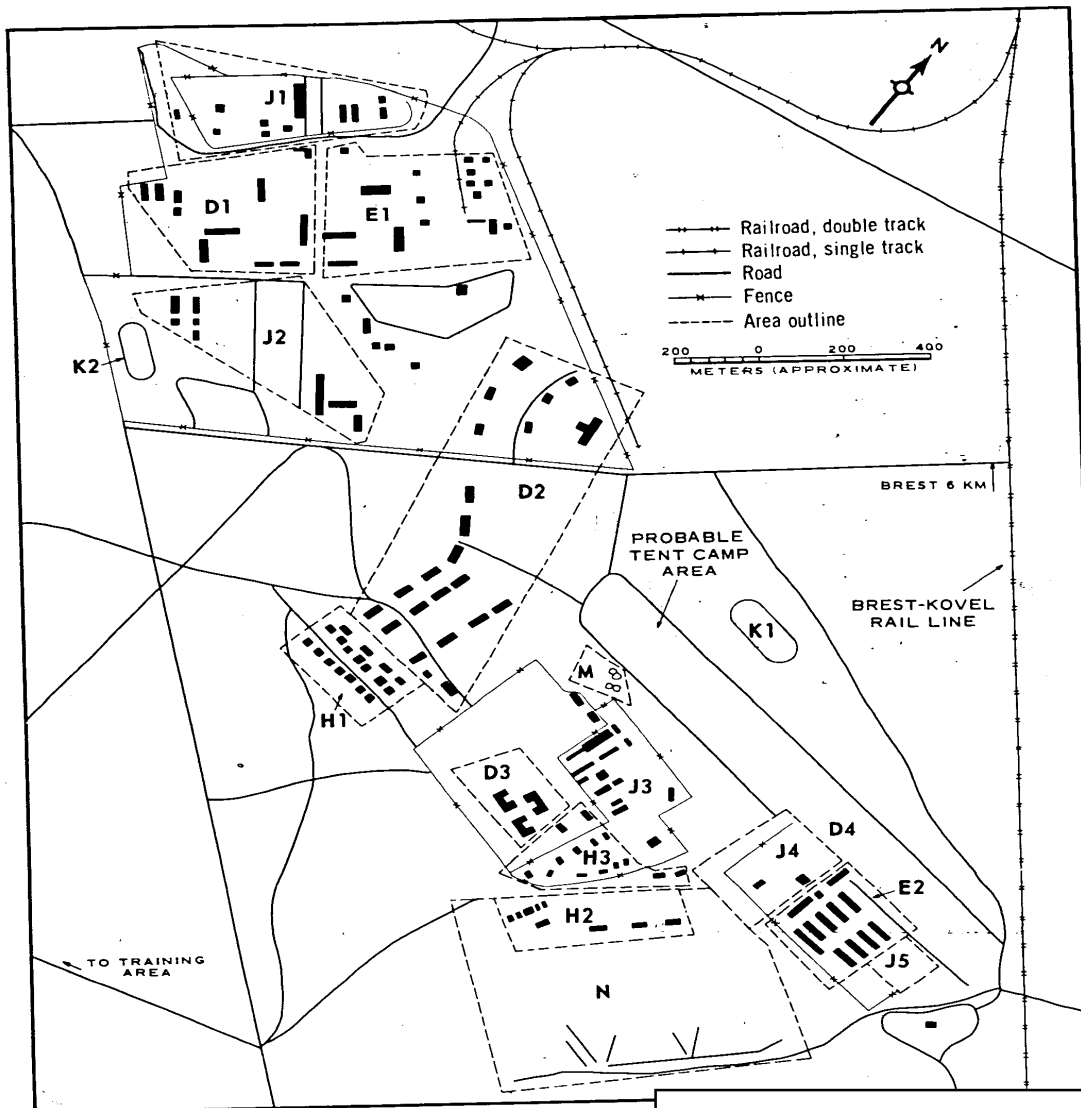 N
J1
D1
E1
Railroad, double track
Railroad, single track
Road
Fence
Area outline
200 0 200 400
METERS (APPROXIMATE)
J2
K2
D2
BREST 6 KM
PROBABLE
TENT CAMP
AREA
BREST-KOVEL
RAIL LINE
K1
M
H1
D3
J3
D4
J4
H3
E2
H2
J5
TO TRAINING
AREA
N